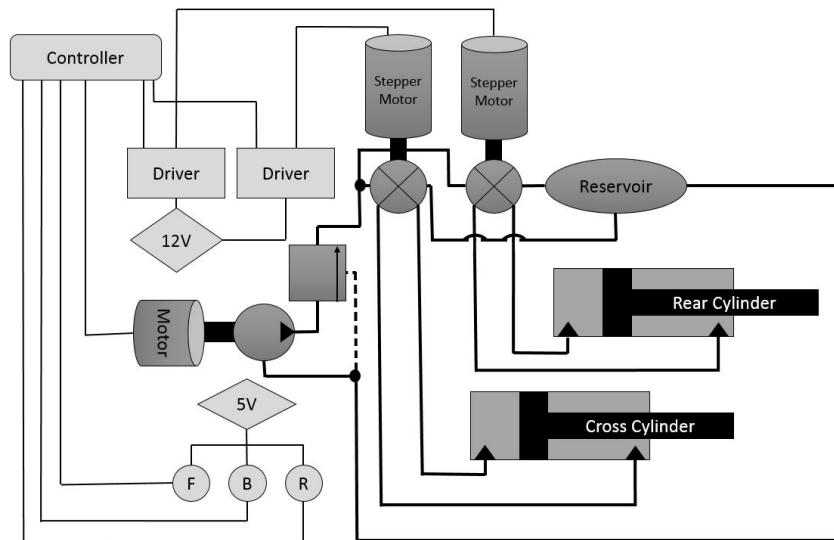 Controller
Stepper
Motor
Stepper
Motor
Driver
Driver
Reservoir
12V
Motor
Rear Cylinder
5V
Cross Cylinder
F
B
R